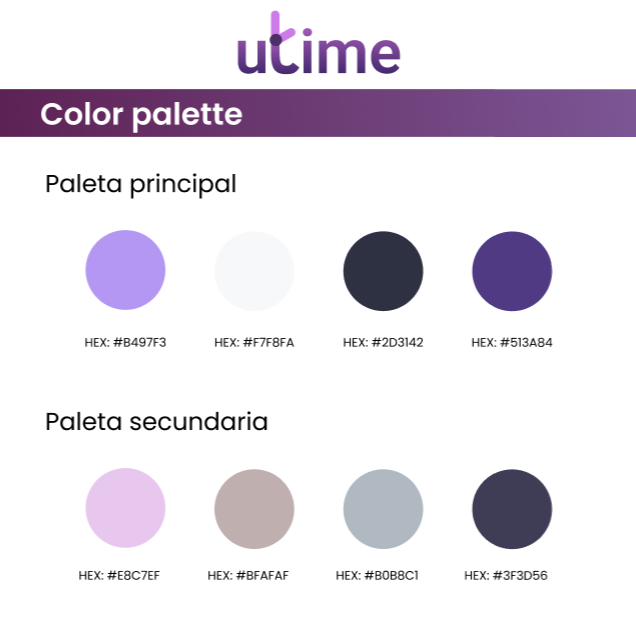 utime
Color palette
Paleta principal
HEX: #B497F3 HEX: #F7F8FA HEX: #2D3142 HEX: #513A84
Paleta secundaria
HEX: #E8C7EF HEX: #BFAFAF HEX: #B0B8C1 HEX: #3F3D56